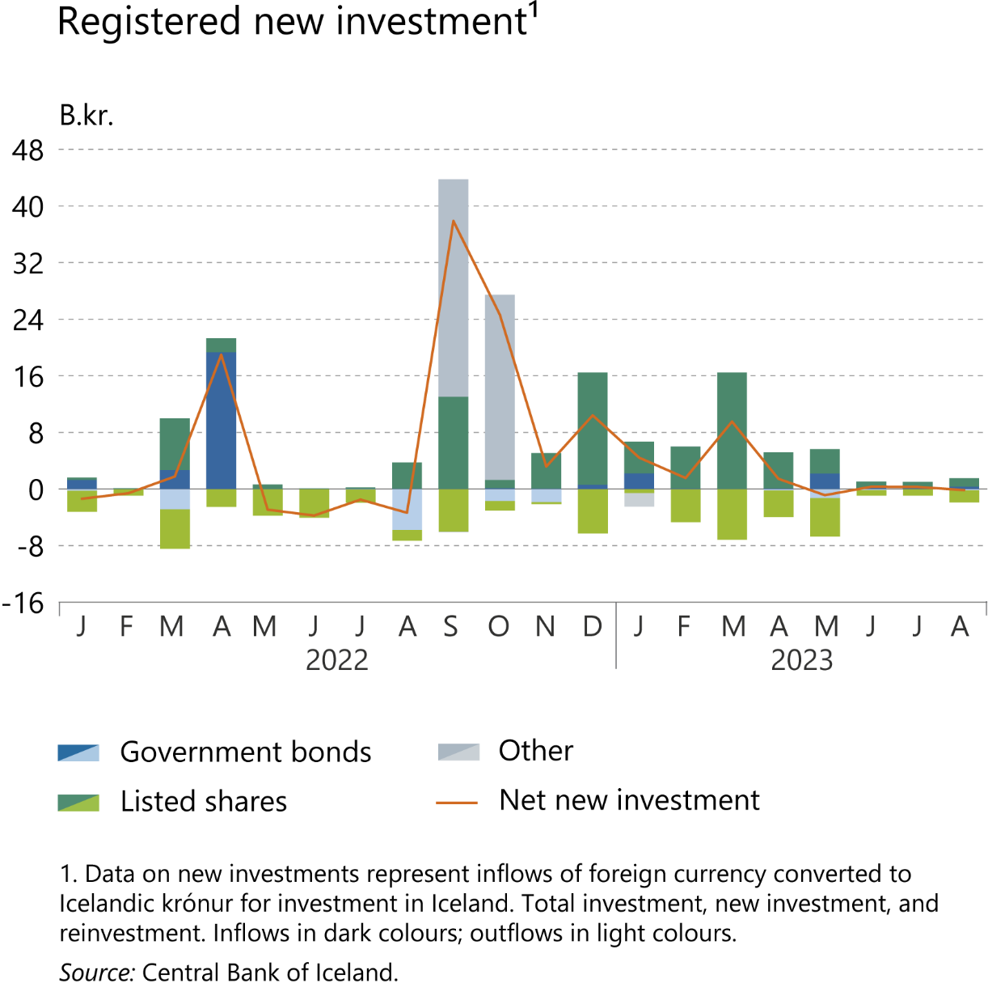 Registered new investment¹
B.kr.
48
40
32
24
16
8
0
-8
-16
J F M A M J J A S O N D J F M A M J J A
2022 2023
Government bonds
Other
Listed shares
Net new investment
1. Data on new investments represent inflows of foreign currency converted to
Icelandic krónur for investment in Iceland. Total investment, new investment, and
reinvestment. Inflows in dark colours; outflows in light colours.
Source: Central Bank of Iceland.